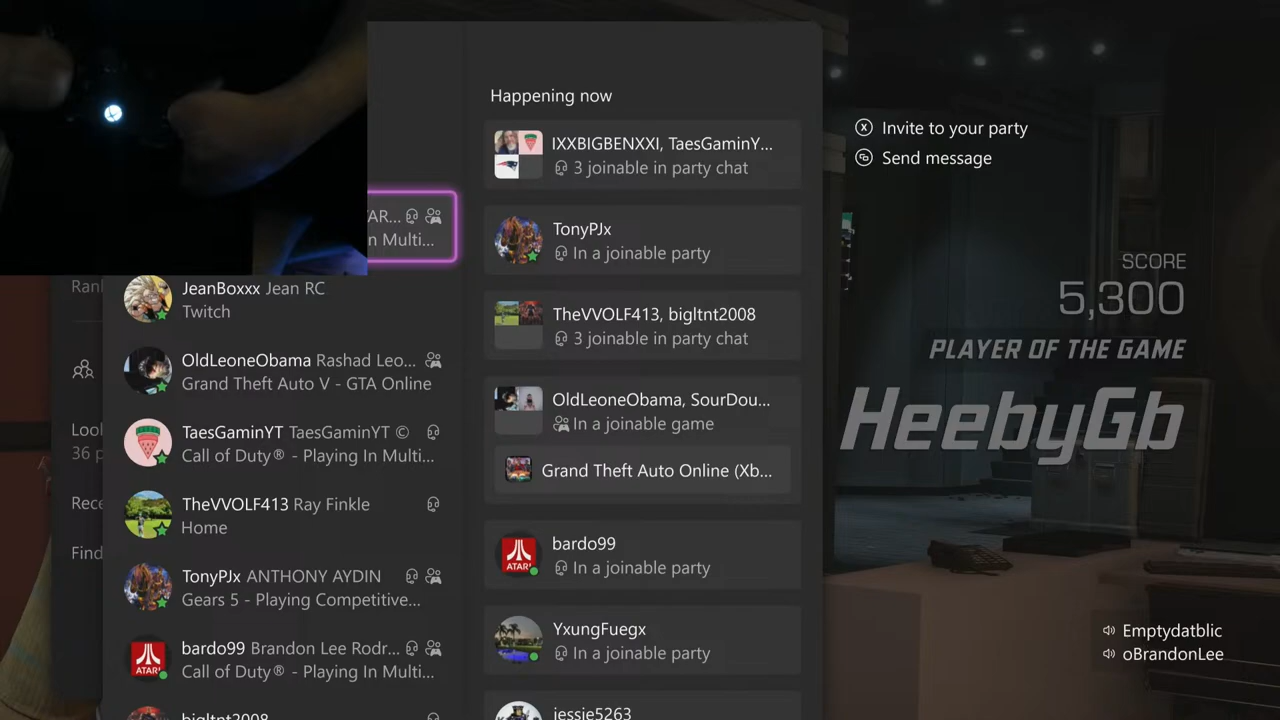 Happening now
IXXBIGBENXXI, TaesGaminY...
3 joinable in party chat
TonyPJx
In a joinable party
TheVVOLF413, bigltnt2008
3 joinable in party chat
OldLeoneObama, SourDou...
In a joinable game
Grand Theft Auto Online (Xb...
bardo99
In a joinable party
YxungFuegx
In a joinable party
jessie5263
AR...
n Multi...
JeanBoxxx Jean RC
Twitch
OldLeoneObama Rashad Leo...
Grand Theft Auto V - GTA Online
TaesGaminYT TaesGaminYT ©
Call of Duty® - Playing In Multi...
TheVVOLF413 Ray Finkle
Home
TonyPJx ANTHONY AYDIN
Gears 5 - Playing Competitive...
bardo99 Brandon Lee Rodr...
Call of Duty® - Playing In Multi...
bigltnt2008
Ran
Loo
36 p
Rece
Find
ATARI
ATARI
X Invite to your party
Send message
SCORE
5,300
PLAYER OF THE GAME
HeebyGb
Emptydatblic
oBrandonLee